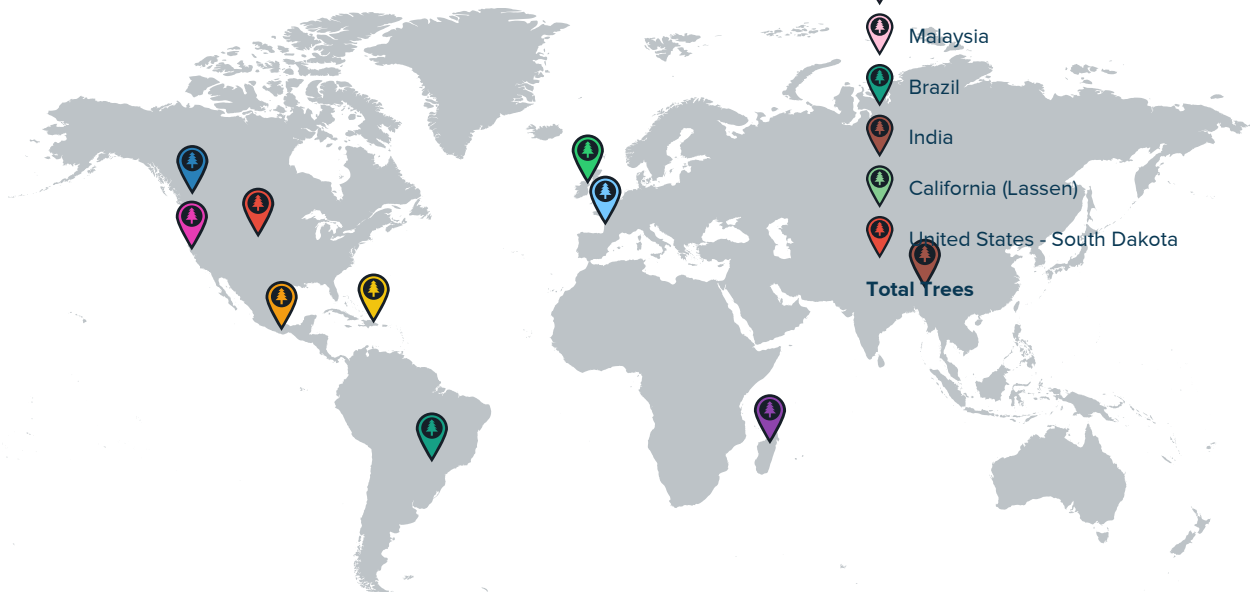 Malaysia
Brazil
India
California (Lassen)
United States - South Dakota
Total Trees